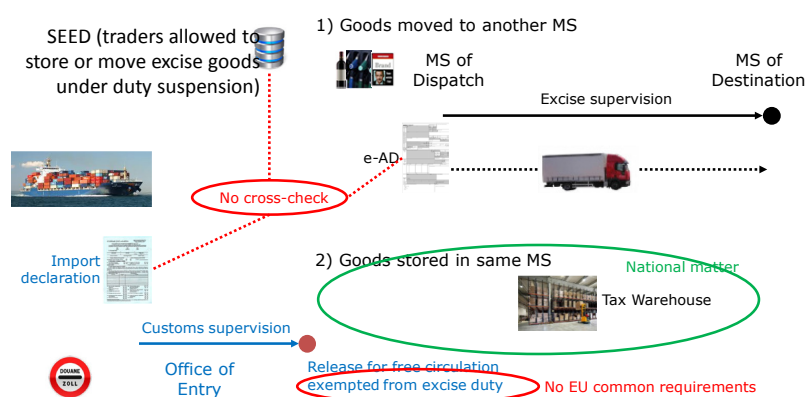 SEED (traders allowed to
store or move excise goods
under duty suspension)
1) Goods moved to another MS
MS of
Dispatch
MS of
Destination
Excise supervision
e-AD
No cross-check
Import
declaration
2) Goods stored in same MS
National matter
Tax Warehouse
Customs supervision
Office of
Entry
Release for free circulation
exempted from excise duty
No EU common requirements
DOUANE
ZOLL
Brand